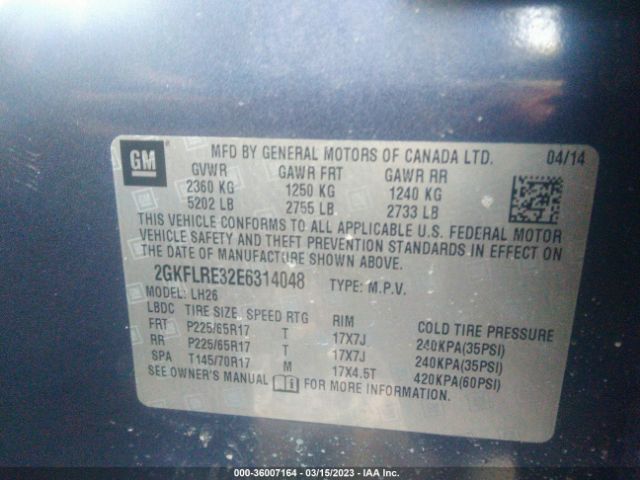 GM
MFD BY GENERAL MOTORS OF CANADA LTD. 04/14
GVWR GAWR FRT GAWR RR
2360 KG 1250 KG 1240 KG
5202 LB 2755 LB 2733 LB
THIS VEHICLE CONFORMS TO ALL APPLICABLE U.S. FEDERAL MOTOR
VEHICLE SAFETY AND THEFT PREVENTION STANDARDS IN EFFECT ON
THE DATE OF MANUFACTURE SHOWN ABOVE.
2GKFLRE32E6314048 TYPE: M.P.V.
MODEL: LH26
LBDC TIRE SIZE, SPEED RTG RIM COLD TIRE PRESSURE
FRT P225/65R17 T 17X7J 240KPA(35PSI)
RR P225/65R17 T 17X7J 240KPA(35PSI)
SPA T145/70R17 M 17X4.5T 420KPA(60PSI)
SEE OWNER'S MANUAL FOR MORE INFORMATION.
000-36007164 - 03/15/2023 - IAA Inc.